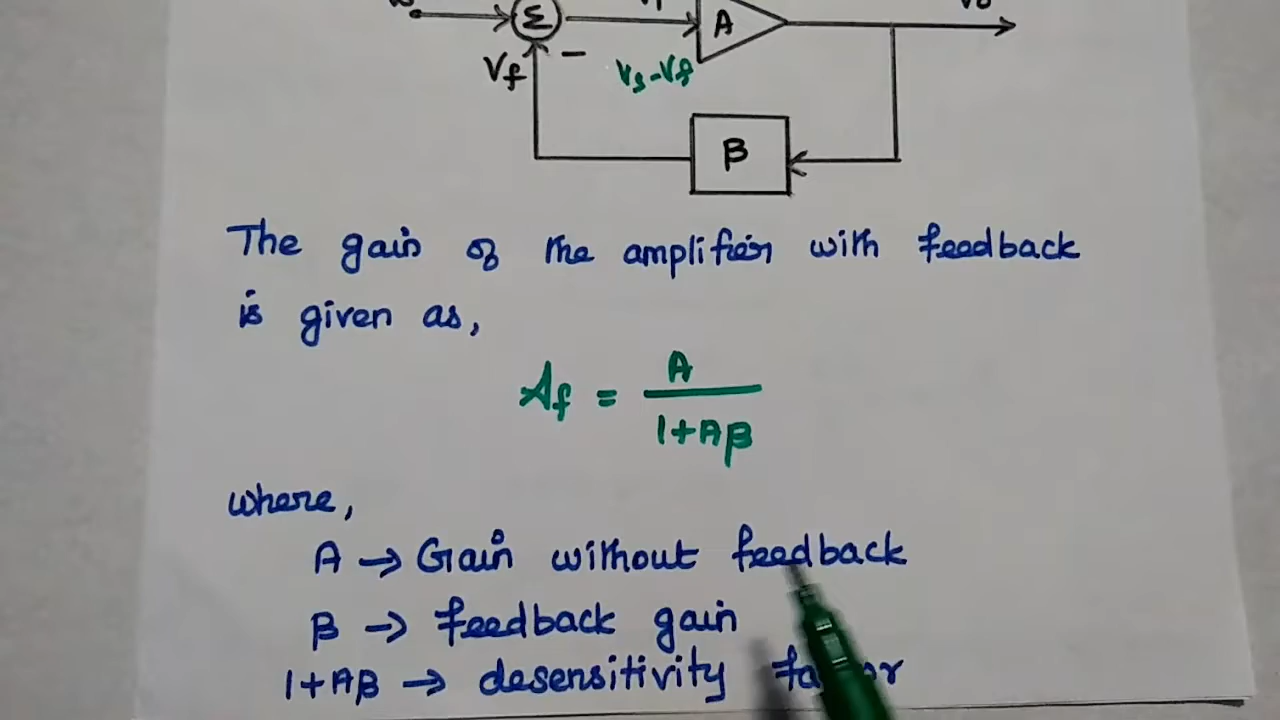 Σ
A
Vf
−
Vs-Vf
β
The gain of the amplifier with feedback
is given as,
Af = A
1+Aβ
where,
A → Gain without feedback
β → feedback gain
1+Aβ → desensitivity